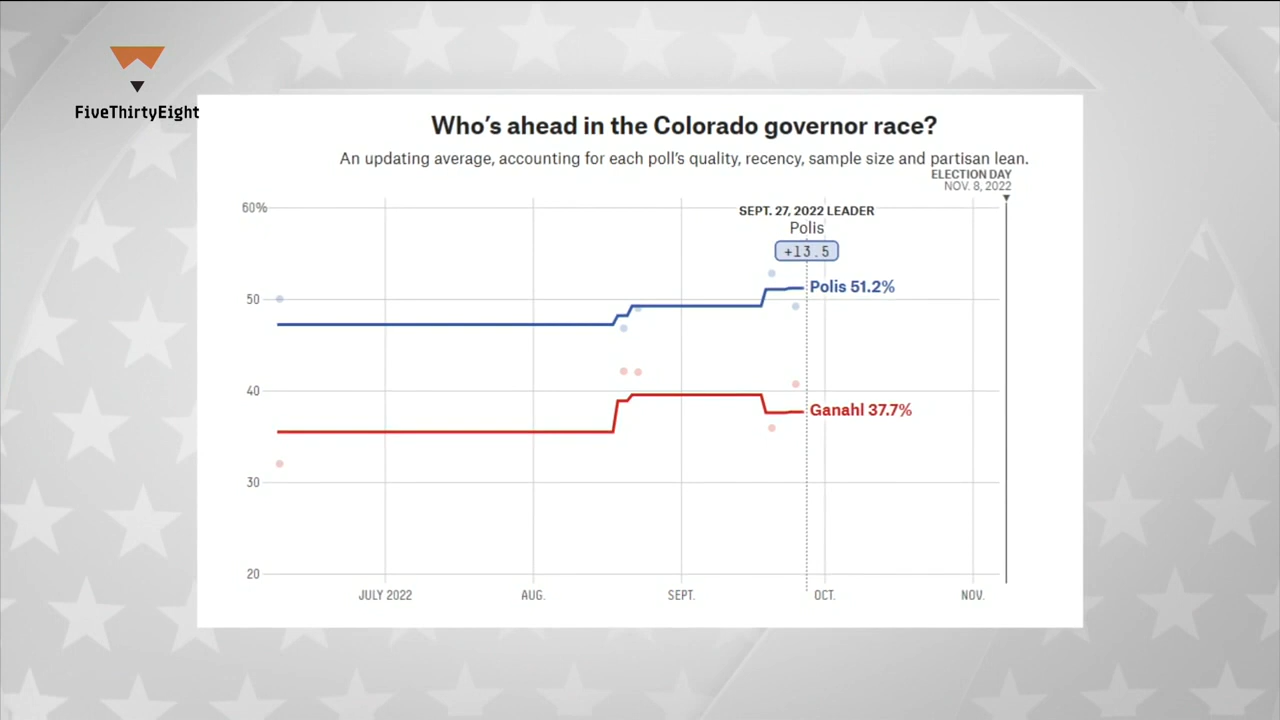 FiveThirtyEight
Who's ahead in the Colorado governor race?
An updating average, accounting for each poll's quality, recency, sample size and partisan lean.
ELECTION DAY
NOV. 8, 2022
60%
SEPT. 27, 2022 LEADER
Polis
+13.5
50
Polis 51.2%
40
Ganahl 37.7%
30
20
JULY 2022
AUG.
SEPT.
OCT.
NOV.